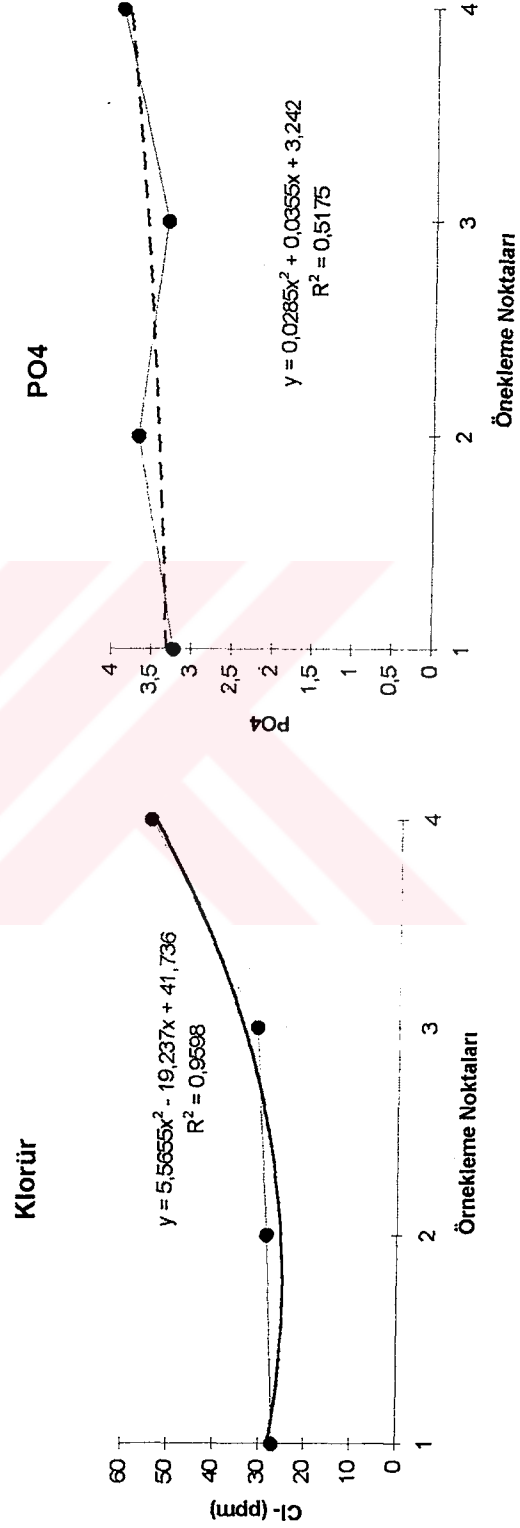 Klorür
y = 5,5655x² - 19,237x + 41,736
R² = 0,9598
Cl- (ppm)
60
50
40
30
20
10
0
1
2
3
4
Örnekleme Noktaları
PO4
y = 0,0285x² + 0,0355x + 3,242
R² = 0,5175
PO4
4
3,5
3
2,5
2
1,5
1
0,5
0
1
2
3
4
Önekleme Noktaları